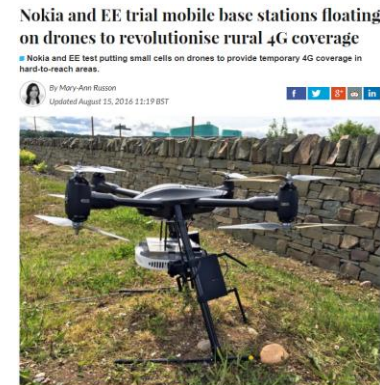 Nokia and EE trial mobile base stations floating
on drones to revolutionise rural 4G coverage
Nokia and EE test putting small cells on drones to provide temporary 4G coverage in
hard-to-reach areas.
By Mary-Ann Russon
Updated August 15, 2016 11:19 BST